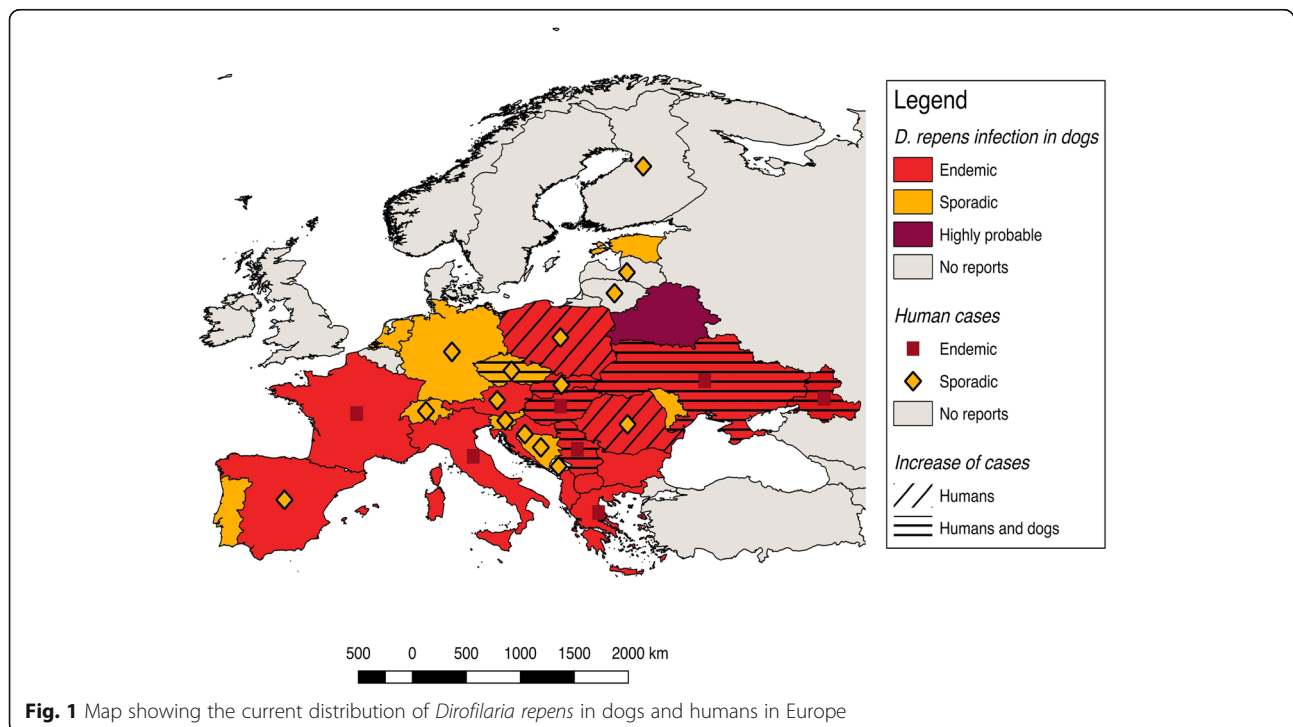 Legend
D. repens infection in dogs
Endemic
Sporadic
Highly probable
No reports
Human cases
Endemic
Sporadic
No reports
Increase of cases
Humans
Humans and dogs
500 0 500 1000 1500 2000 km
Fig. 1 Map showing the current distribution of Dirofilaria repens in dogs and humans in Europe